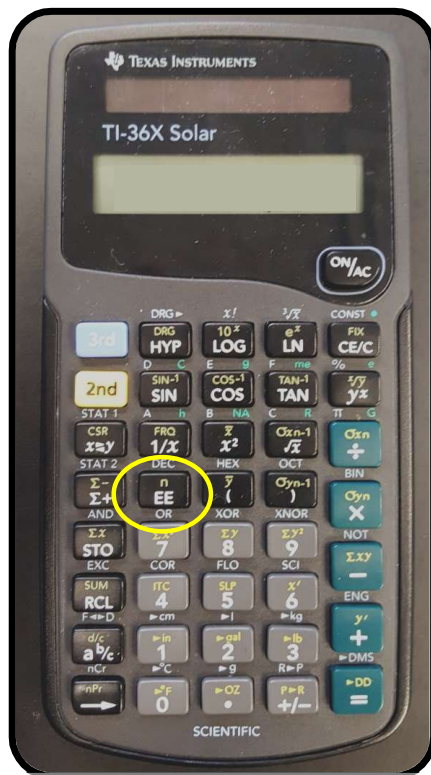 TEXAS INSTRUMENTS
TI-36X Solar
ON/AC
DRG► x! ³√x CONST
3rd DRG 10ˣ eˣ FIX
HYP LOG LN CE/C
D C E g F me % e
2nd SIN-1 COS-1 TAN-1 ˣ√y
SIN COS TAN yˣ
STAT 1 A h B NA C R π G
CSR FRQ x̄ σxn-1 σxn
x⇆y 1/x x² √x ÷
STAT 2 DEC HEX OCT BIN
Σ- n ȳ σyn-1 σyn
Σ+ EE ( ) ×
AND OR XOR XNOR NOT
Σx Σx² Σy Σy² Σxy
STO 7 8 9 −
EXC COR FLO SCI ENG
SUM ITC SLP x′ y′
RCL 4 5 6 +
F◄►D ►cm ►l ►kg ►DMS
d/c ►in ►gal ►lb
a b/c 1 2 3
nCr ►°C ►g R►P
nPr ►°F ►OZ P►R ►DD
→ 0 . +/− =
SCIENTIFIC